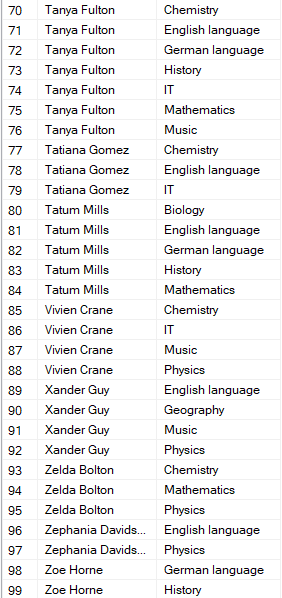 70 Tanya Fulton Chemistry
71 Tanya Fulton English language
72 Tanya Fulton German language
73 Tanya Fulton History
74 Tanya Fulton IT
75 Tanya Fulton Mathematics
76 Tanya Fulton Music
77 Tatiana Gomez Chemistry
78 Tatiana Gomez English language
79 Tatiana Gomez IT
80 Tatum Mills Biology
81 Tatum Mills English language
82 Tatum Mills German language
83 Tatum Mills History
84 Tatum Mills Mathematics
85 Vivien Crane Chemistry
86 Vivien Crane IT
87 Vivien Crane Music
88 Vivien Crane Physics
89 Xander Guy English language
90 Xander Guy Geography
91 Xander Guy Music
92 Xander Guy Physics
93 Zelda Bolton Chemistry
94 Zelda Bolton Mathematics
95 Zelda Bolton Physics
96 Zephania Davids... English language
97 Zephania Davids... Physics
98 Zoe Horne German language
99 Zoe Horne History